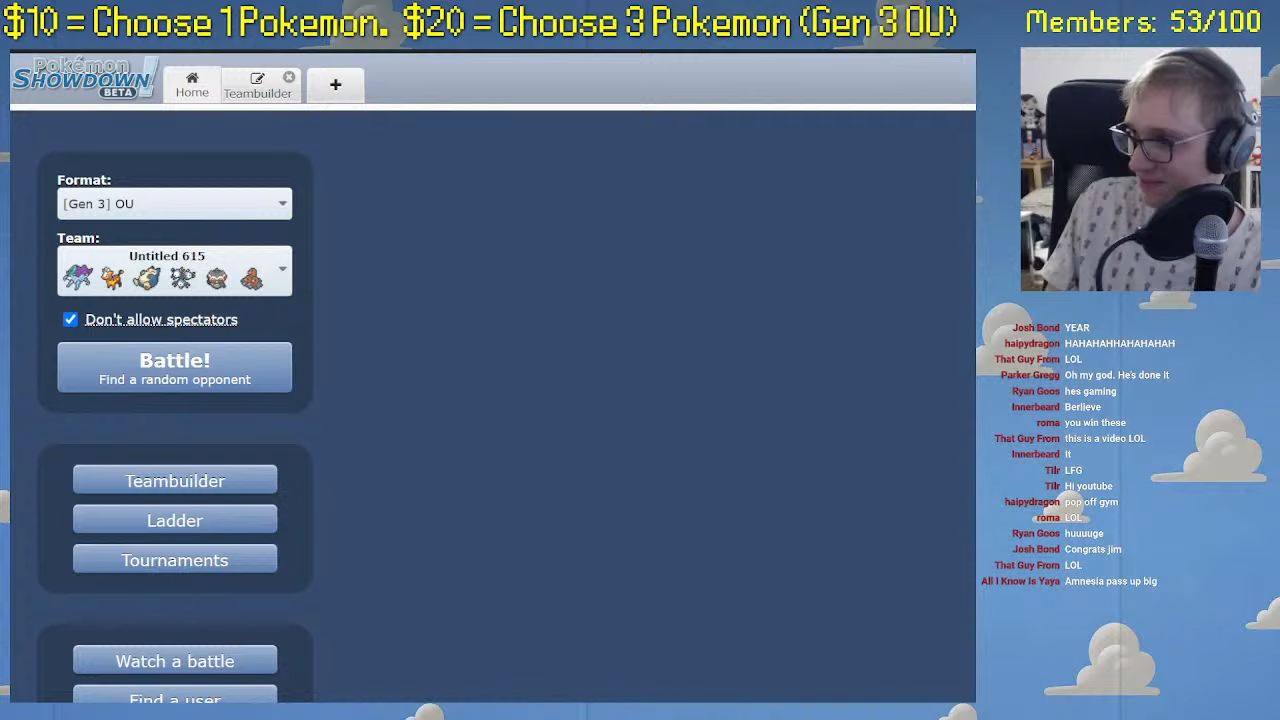 $10 = Choose 1 Pokemon. $20 = Choose 3 Pokemon (Gen 3 OU)
Members: 53/100
Pokémon
SHOWDOWN!
BETA
Home
Teambuilder
+
Format:
[Gen 3] OU
Team:
Untitled 615
Don't allow spectators
Battle!
Find a random opponent
Teambuilder
Ladder
Tournaments
Watch a battle
Find a user
Josh Bond YEAR
haipydragon HAHAHAHHAHAHAHAH
That Guy From LOL
Parker Gregg Oh my god. He's done it
Ryan Goos hes gaming
Innerbeard Berlieve
roma you win these
That Guy From this is a video LOL
Innerbeard It
Tilr LFG
Tilr Hi youtube
haipydragon pop off gym
roma LOL
Ryan Goos huuuuge
Josh Bond Congrats jim
That Guy From LOL
All I Know Is Yaya Amnesia pass up big